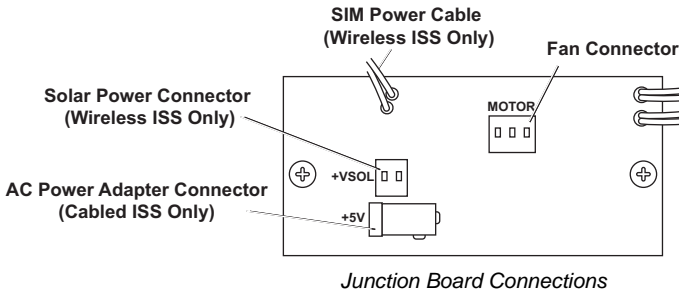 SIM Power Cable
(Wireless ISS Only)
Fan Connector
Solar Power Connector
(Wireless ISS Only)
MOTOR
+VSOL
AC Power Adapter Connector
(Cabled ISS Only)
+5V
Junction Board Connections